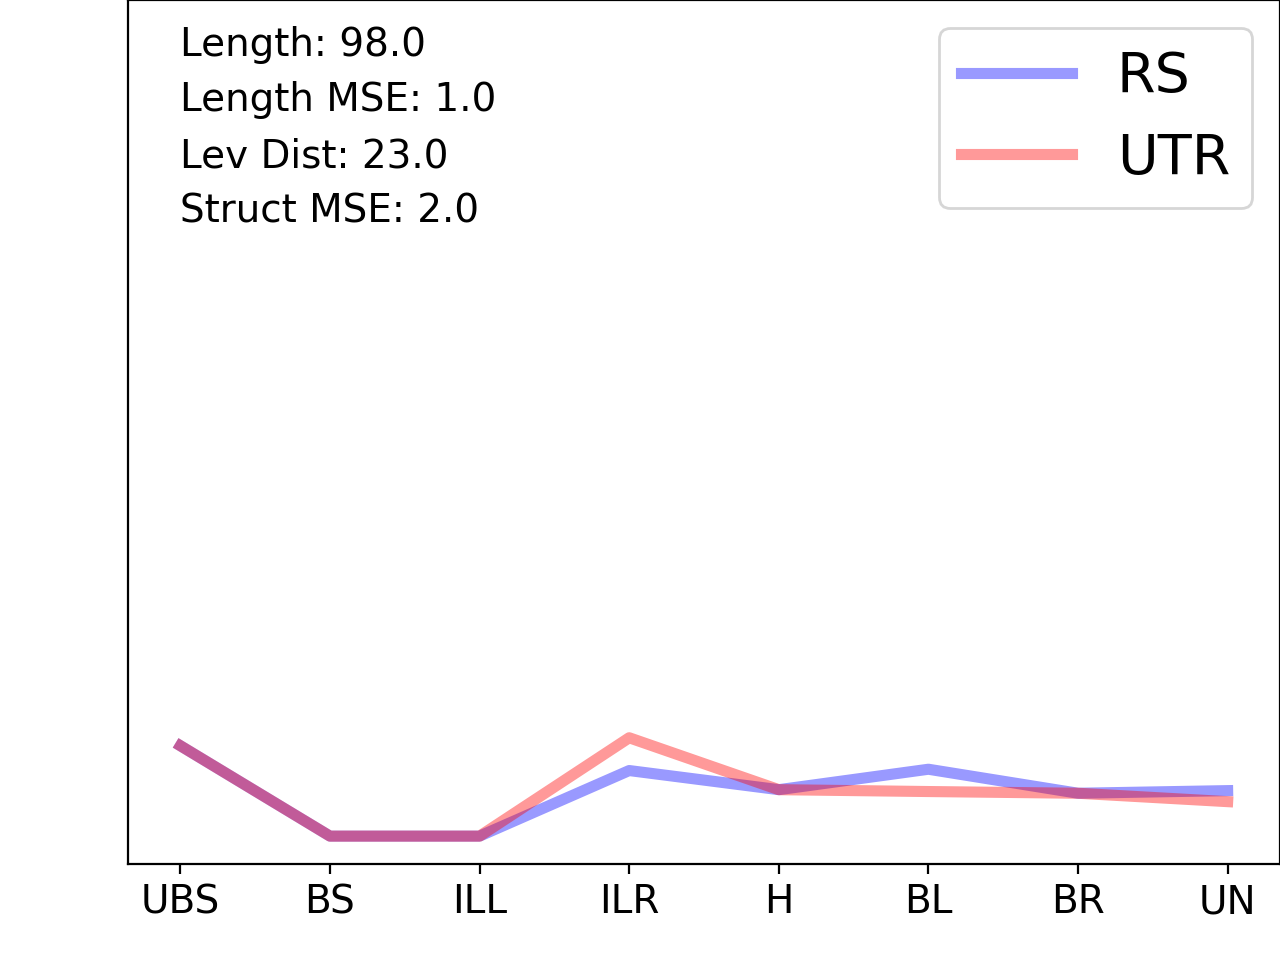 Length: 98.0
Length MSE: 1.0
Lev Dist: 23.0
Struct MSE: 2.0
RS
UTR
UBS BS ILL ILR H BL BR UN